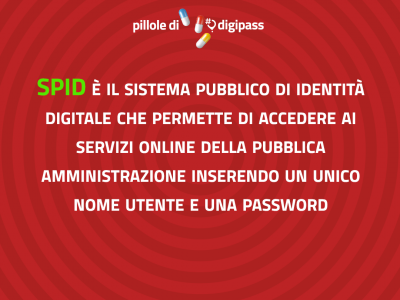 pillole di # digipass
SPID È IL SISTEMA PUBBLICO DI IDENTITÀ
DIGITALE CHE PERMETTE DI ACCEDERE AI
SERVIZI ONLINE DELLA PUBBLICA
AMMINISTRAZIONE INSERENDO UN UNICO
NOME UTENTE E UNA PASSWORD